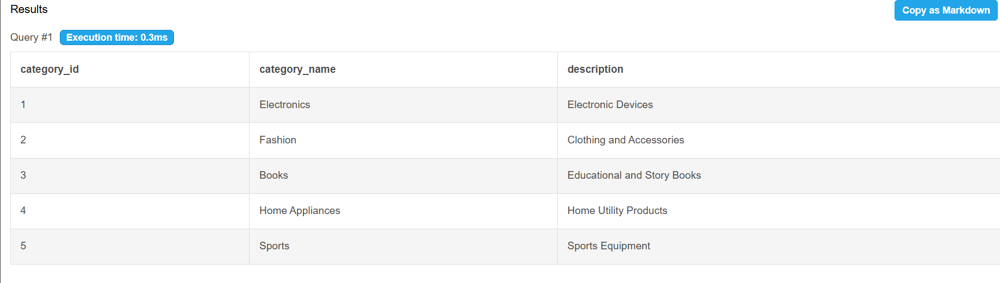 Results
Copy as Markdown
Query #1 Execution time: 0.3ms
category_id category_name description
1 Electronics Electronic Devices
2 Fashion Clothing and Accessories
3 Books Educational and Story Books
4 Home Appliances Home Utility Products
5 Sports Sports Equipment